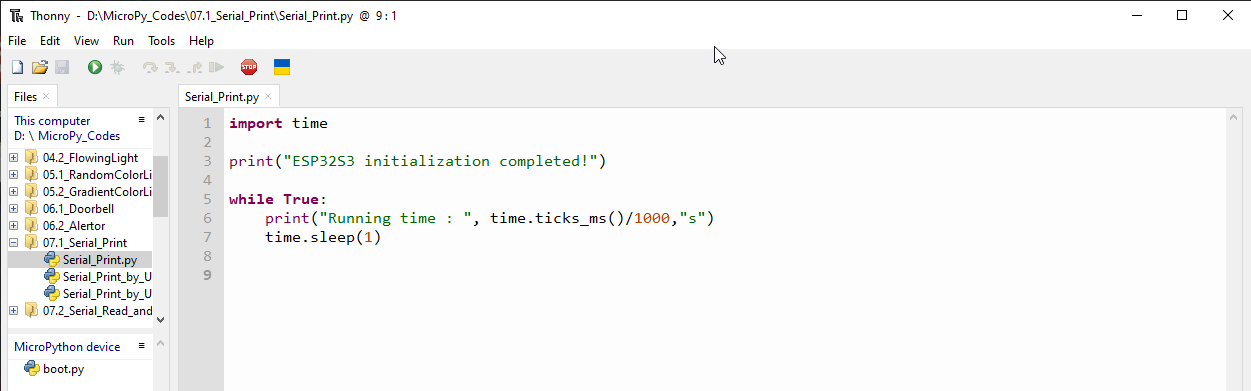 Thonny - D:\MicroPy_Codes\07.1_Serial_Print\Serial_Print.py @ 9:1
File Edit View Run Tools Help
STOP
Files
This computer
D: \ MicroPy_Codes
04.2_FlowingLight
05.1_RandomColorLi
05.2_GradientColorLi
06.1_Doorbell
06.2_Alertor
07.1_Serial_Print
Serial_Print.py
Serial_Print_by_U
Serial_Print_by_U
07.2_Serial_Read_and
MicroPython device
boot.py
Serial_Print.py
1 import time
2
3 print("ESP32S3 initialization completed!")
4
5 while True:
6     print("Running time : ", time.ticks_ms()/1000,"s")
7     time.sleep(1)
8
9